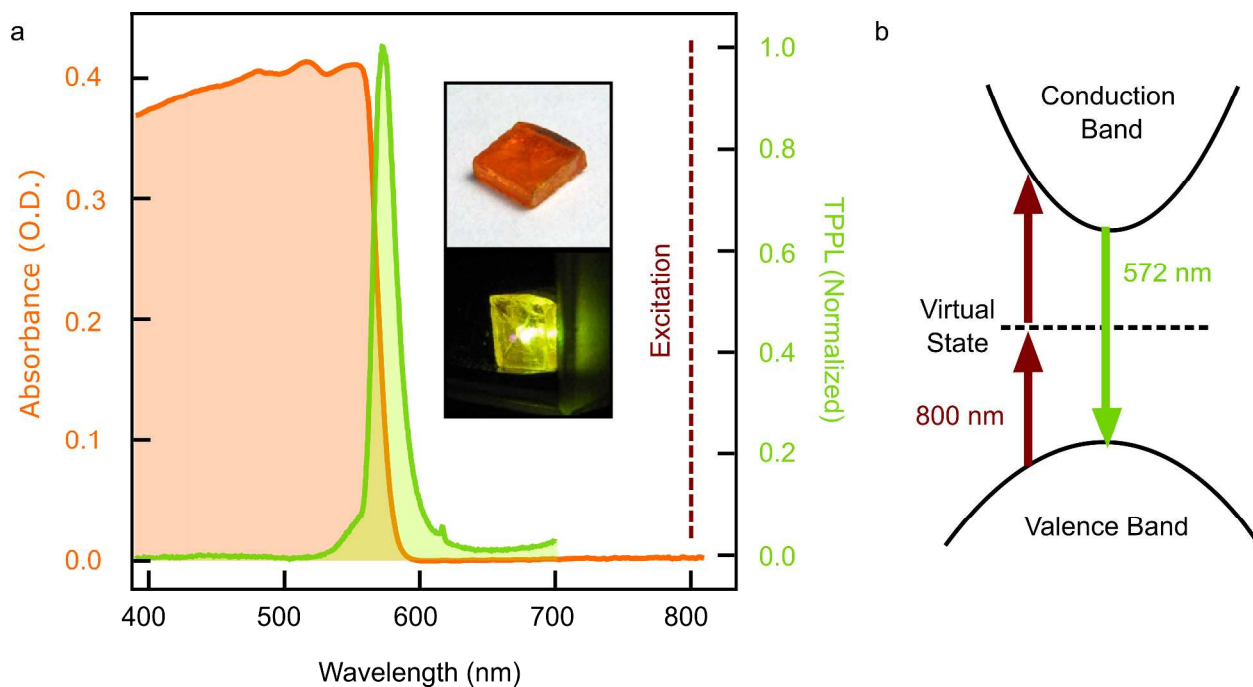 a
Absorbance (O.D.)
0.4
0.3
0.2
0.1
0.0
400
500
600
700
800
Wavelength (nm)
Excitation
1.0
0.8
0.6
0.4
0.2
0.0
TPPL (Normalized)
b
Conduction
Band
572 nm
Virtual
State
800 nm
Valence Band